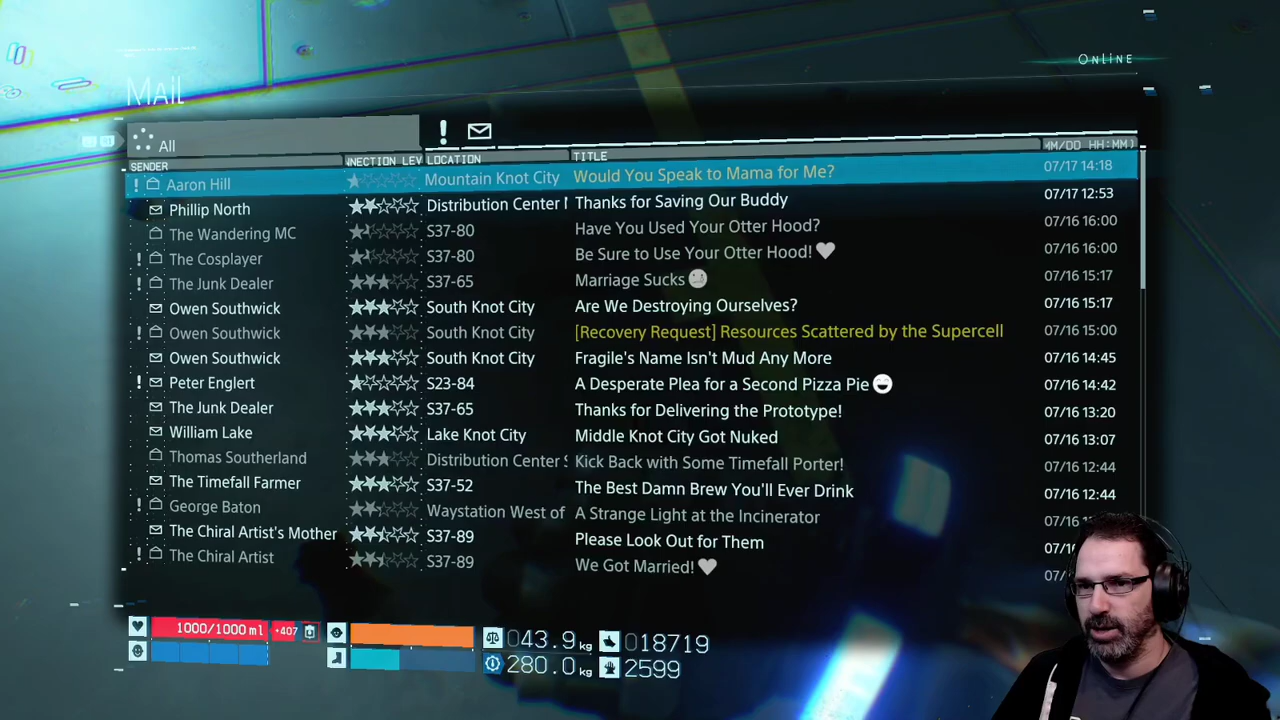 ONLINE
MAIL
All
SENDER NECTION LEV LOCATION TITLE (M/DD HH:MM)
Aaron Hill Mountain Knot City Would You Speak to Mama for Me? 07/17 14:18
Phillip North Distribution Center Thanks for Saving Our Buddy 07/17 12:53
The Wandering MC S37-80 Have You Used Your Otter Hood? 07/16 16:00
The Cosplayer S37-80 Be Sure to Use Your Otter Hood! 07/16 16:00
The Junk Dealer S37-65 Marriage Sucks 07/16 15:17
Owen Southwick South Knot City Are We Destroying Ourselves? 07/16 15:17
Owen Southwick South Knot City [Recovery Request] Resources Scattered by the Supercell 07/16 15:00
Owen Southwick South Knot City Fragile's Name Isn't Mud Any More 07/16 14:45
Peter Englert S23-84 A Desperate Plea for a Second Pizza Pie 07/16 14:42
The Junk Dealer S37-65 Thanks for Delivering the Prototype! 07/16 13:20
William Lake Lake Knot City Middle Knot City Got Nuked 07/16 13:07
Thomas Southerland Distribution Center Kick Back with Some Timefall Porter! 07/16 12:44
The Timefall Farmer S37-52 The Best Damn Brew You'll Ever Drink 07/16 12:44
George Baton Waystation West of A Strange Light at the Incinerator 07/
The Chiral Artist's Mother S37-89 Please Look Out for Them 07/
The Chiral Artist S37-89 We Got Married! 07/
1000/1000 ml +407 043.9 kg 018719
280.0 kg 2599